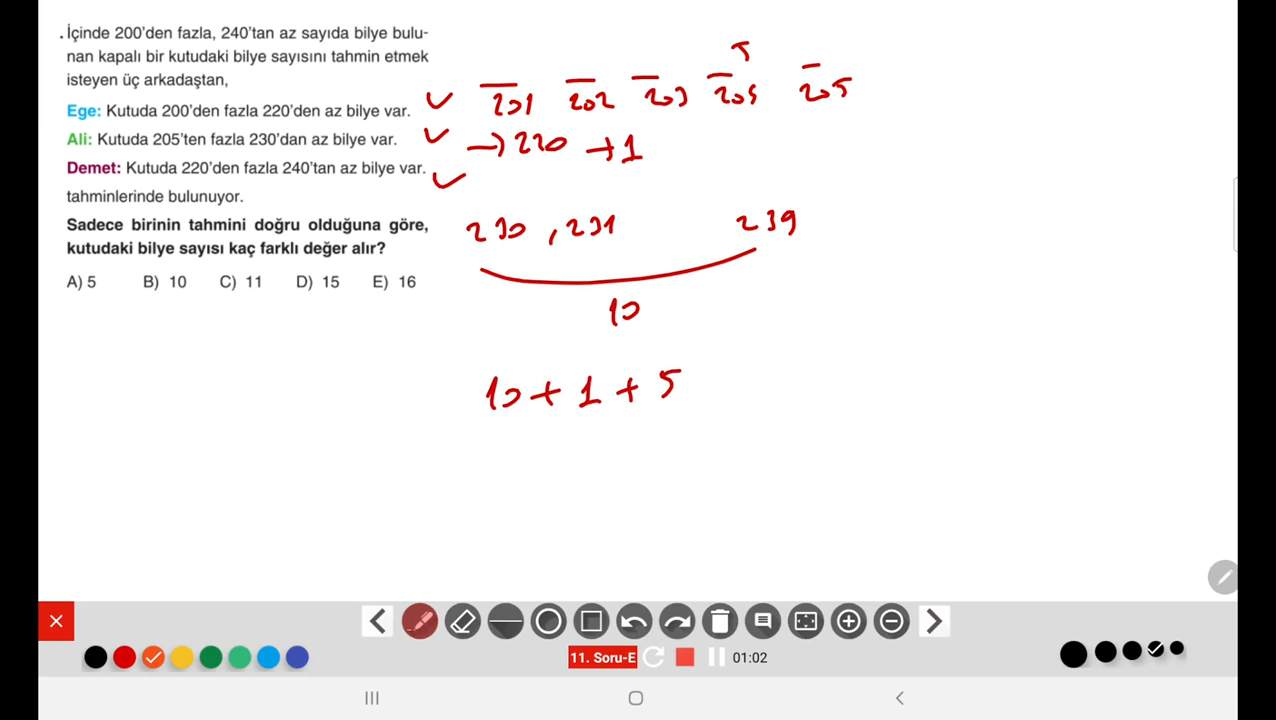 . İçinde 200'den fazla, 240'tan az sayıda bilye bulu-
nan kapalı bir kutudaki bilye sayısını tahmin etmek
isteyen üç arkadaştan,
Ege: Kutuda 200'den fazla 220'den az bilye var.
Ali: Kutuda 205'ten fazla 230'dan az bilye var.
Demet: Kutuda 220'den fazla 240'tan az bilye var.
tahminlerinde bulunuyor.
Sadece birinin tahmini doğru olduğuna göre,
kutudaki bilye sayısı kaç farklı değer alır?
A) 5 B) 10 C) 11 D) 15 E) 16
5
201 202 203 204 205
→ 220 → 1
230 , 231 239
10
10 + 1 + 5
11. Soru-E
01:02